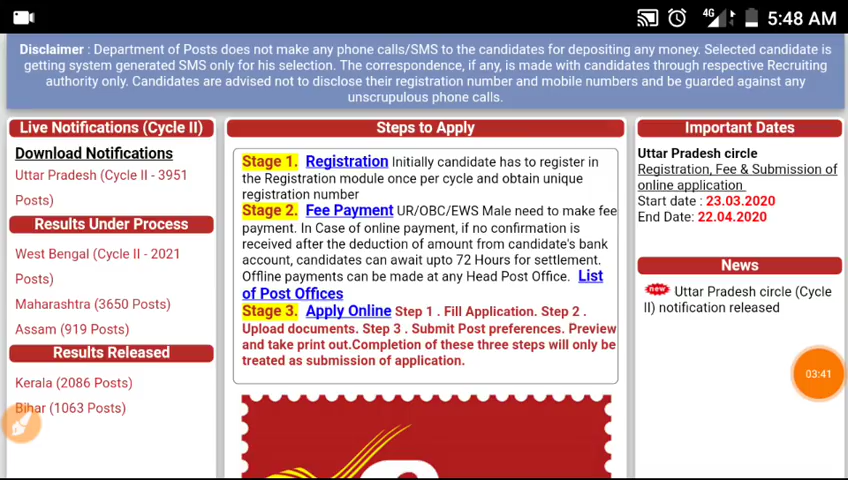 4G
5:48 AM
Disclaimer : Department of Posts does not make any phone calls/SMS to the candidates for depositing any money. Selected candidate is
getting system generated SMS only for his selection. The correspondence, if any, is made with candidates through respective Recruiting
authority only. Candidates are advised not to disclose their registration number and mobile numbers and be guarded against any
unscrupulous phone calls.
Live Notifications (Cycle II)
Download Notifications
Uttar Pradesh (Cycle II - 3951
Posts)
Results Under Process
West Bengal (Cycle II - 2021
Posts)
Maharashtra (3650 Posts)
Assam (919 Posts)
Results Released
Kerala (2086 Posts)
Bihar (1063 Posts)
Steps to Apply
Stage 1. Registration Initially candidate has to register in
the Registration module once per cycle and obtain unique
registration number
Stage 2. Fee Payment UR/OBC/EWS Male need to make fee
payment. In Case of online payment, if no confirmation is
received after the deduction of amount from candidate's bank
account, candidates can await upto 72 Hours for settlement.
Offline payments can be made at any Head Post Office. List
of Post Offices
Stage 3. Apply Online Step 1 . Fill Application. Step 2 .
Upload documents. Step 3 . Submit Post preferences. Preview
and take print out.Completion of these three steps will only be
treated as submission of application.
Important Dates
Uttar Pradesh circle
Registration, Fee & Submission of
online application
Start date : 23.03.2020
End Date: 22.04.2020
News
new Uttar Pradesh circle (Cycle
II) notification released
03:41